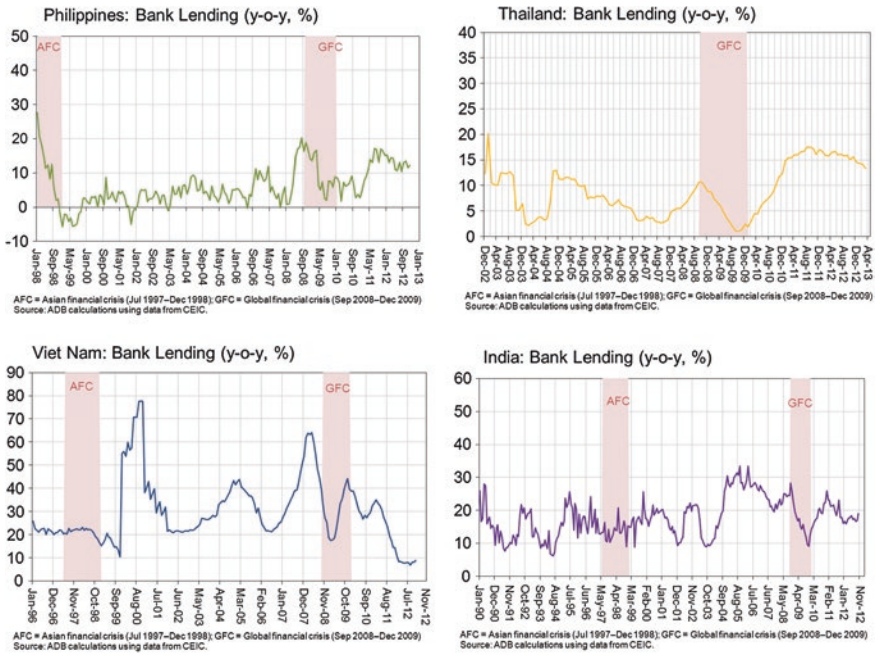 Philippines: Bank Lending (y-o-y, %)
AFC
GFC
50
40
30
20
10
0
-10
Jan-98
Sep-98
May-99
Jan-00
Sep-00
May-01
Jan-02
Sep-02
May-03
Jan-04
Sep-04
May-05
Jan-06
Sep-06
May-07
Jan-08
Sep-08
May-09
Jan-10
Sep-10
May-11
Jan-12
Sep-12
Jan-13
AFC = Asian financial crisis (Jul 1997–Dec 1998); GFC = Global financial crisis (Sep 2008–Dec 2009)
Source: ADB calculations using data from CEIC.
Thailand: Bank Lending (y-o-y, %)
GFC
40
35
30
25
20
15
10
5
0
Dec-02
Apr-03
Aug-03
Dec-03
Apr-04
Aug-04
Dec-04
Apr-05
Aug-05
Dec-05
Apr-06
Aug-06
Dec-06
Apr-07
Aug-07
Dec-07
Apr-08
Aug-08
Dec-08
Apr-09
Aug-09
Dec-09
Apr-10
Aug-10
Dec-10
Apr-11
Aug-11
Dec-11
Apr-12
Aug-12
Dec-12
Apr-13
AFC = Asian financial crisis (Jul 1997–Dec 1998); GFC = Global financial crisis (Sep 2008–Dec 2009)
Source: ADB calculations using data from CEIC.
Viet Nam: Bank Lending (y-o-y, %)
AFC
GFC
90
80
70
60
50
40
30
20
10
0
Jan-96
Dec-96
Nov-97
Oct-98
Sep-99
Aug-00
Jul-01
Jun-02
May-03
Apr-04
Mar-05
Feb-06
Jan-07
Dec-07
Nov-08
Oct-09
Sep-10
Aug-11
Jul-12
Nov-12
AFC = Asian financial crisis (Jul 1997–Dec 1998); GFC = Global financial crisis (Sep 2008–Dec 2009)
Source: ADB calculations using data from CEIC.
India: Bank Lending (y-o-y, %)
AFC
GFC
60
50
40
30
20
10
0
Jan-90
Dec-90
Nov-91
Oct-92
Sep-93
Aug-94
Jul-95
Jun-96
May-97
Apr-98
Mar-99
Feb-00
Jan-01
Dec-01
Nov-02
Oct-03
Sep-04
Aug-05
Jul-06
Jun-07
May-08
Apr-09
Mar-10
Feb-11
Jan-12
Nov-12
AFC = Asian financial crisis (Jul 1997–Dec 1998); GFC = Global financial crisis (Sep 2008–Dec 2009)
Source: ADB calculations using data from CEIC.